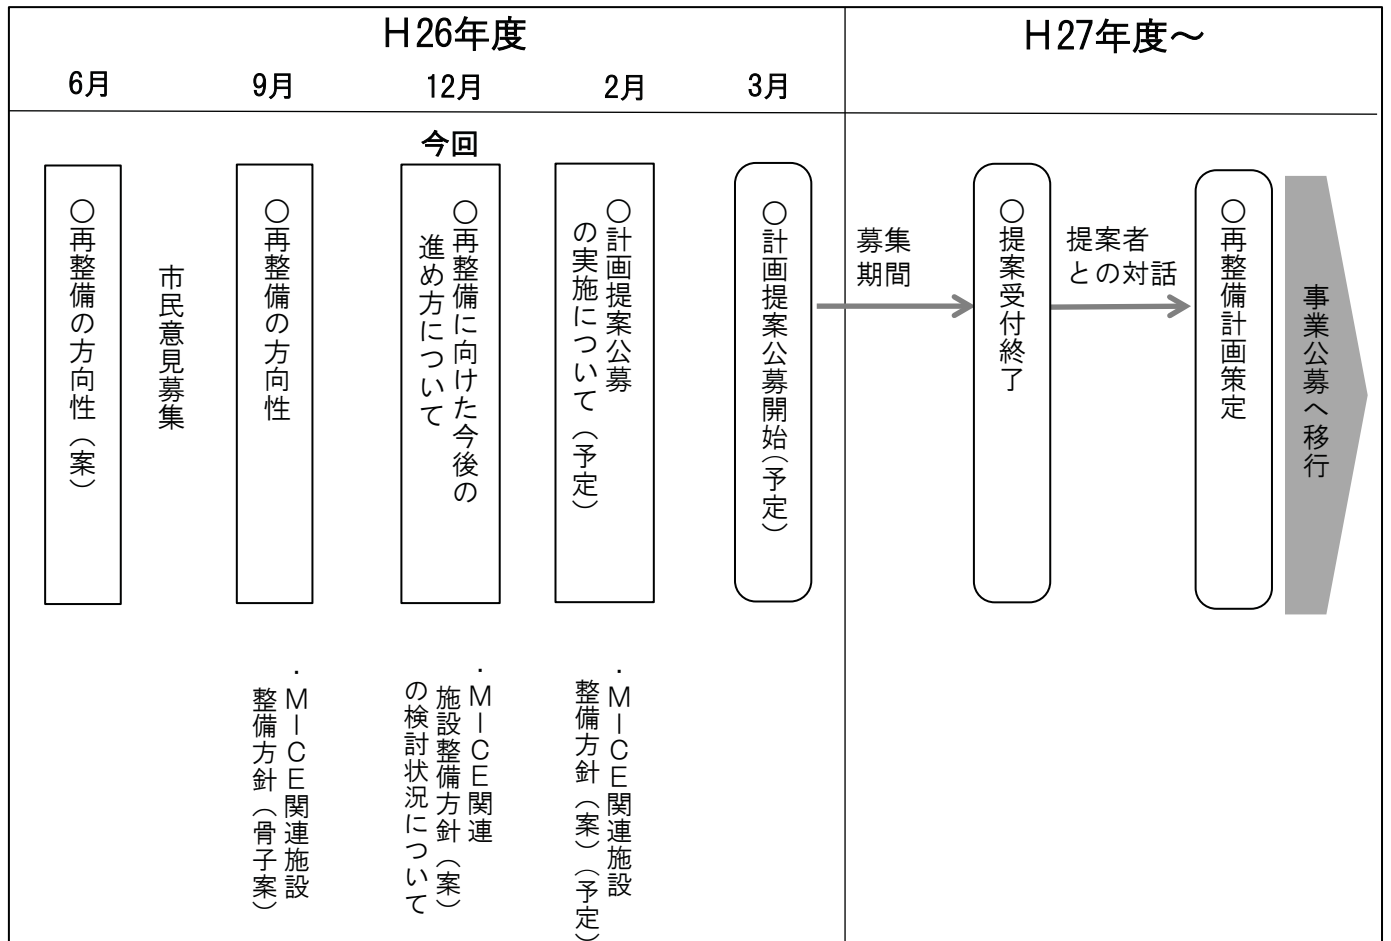 H26年度
H27年度～
6月
9月
12月
2月
3月
今回
○再整備の方向性（案）
市民意見募集
○再整備の方向性
○再整備に向けた今後の
進め方について
○計画提案公募
の実施について（予定）
○計画提案公募開始（予定）
募集
期間
○提案受付終了
提案者
との対話
○再整備計画策定
事業公募へ移行
・ＭＩＣＥ関連施設
整備方針（骨子案）
・ＭＩＣＥ関連
施設整備方針（案）
の検討状況について
・ＭＩＣＥ関連施設
整備方針（案）（予定）